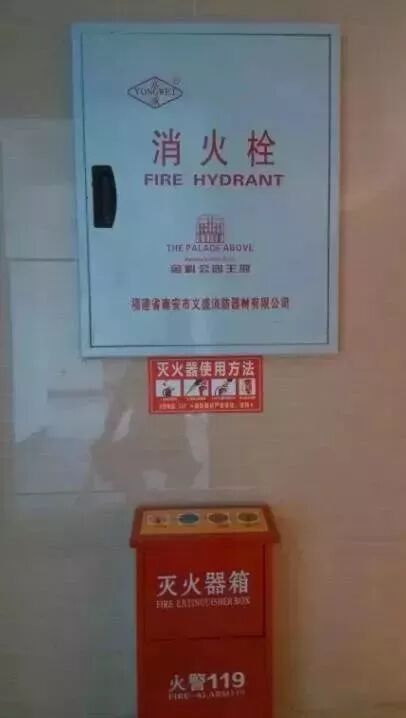 YONGWEI
消火栓
FIRE HYDRANT
THE PALACE ABOVE
金科公园王府
福建省南安市文盛消防器材有限公司
灭火器使用方法
灭火器箱
FIRE EXTINGUISHER BOX
火警119